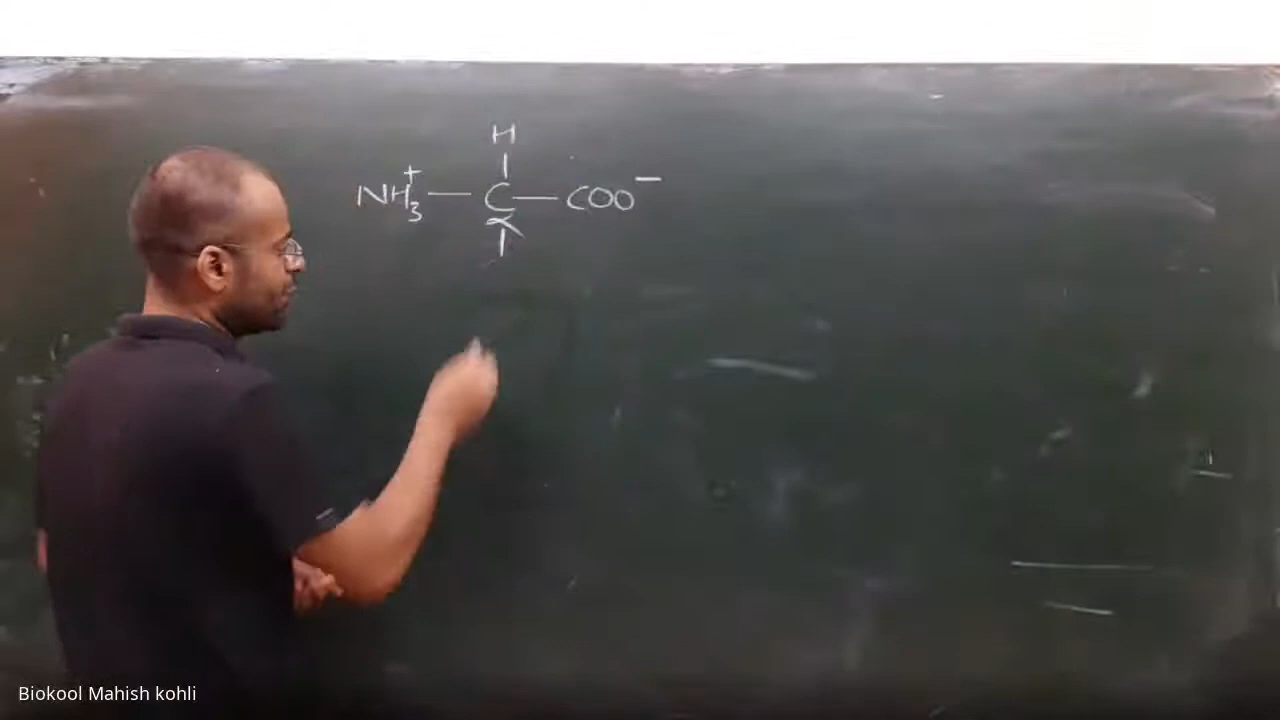 H
NH₃⁺ — C — COO⁻
α
Biokool Mahish kohli